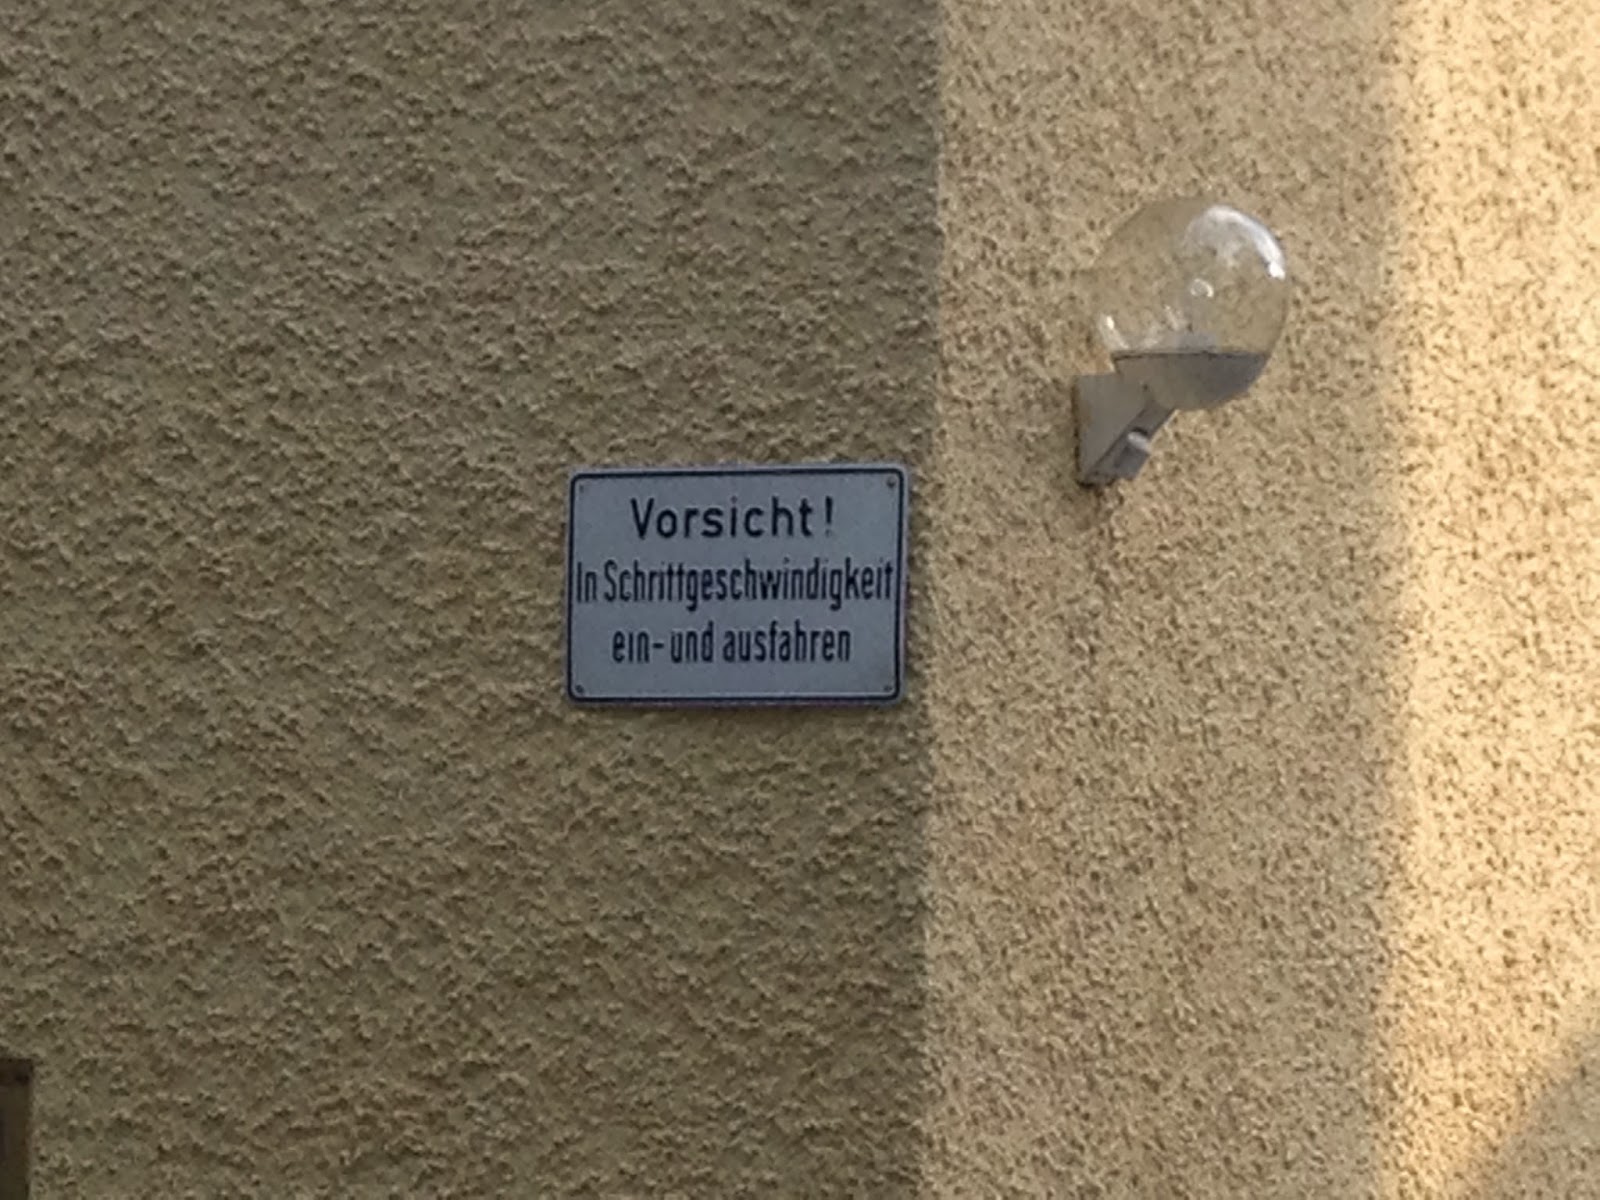 Vorsicht!
In Schrittgeschwindigkeit
ein- und ausfahren